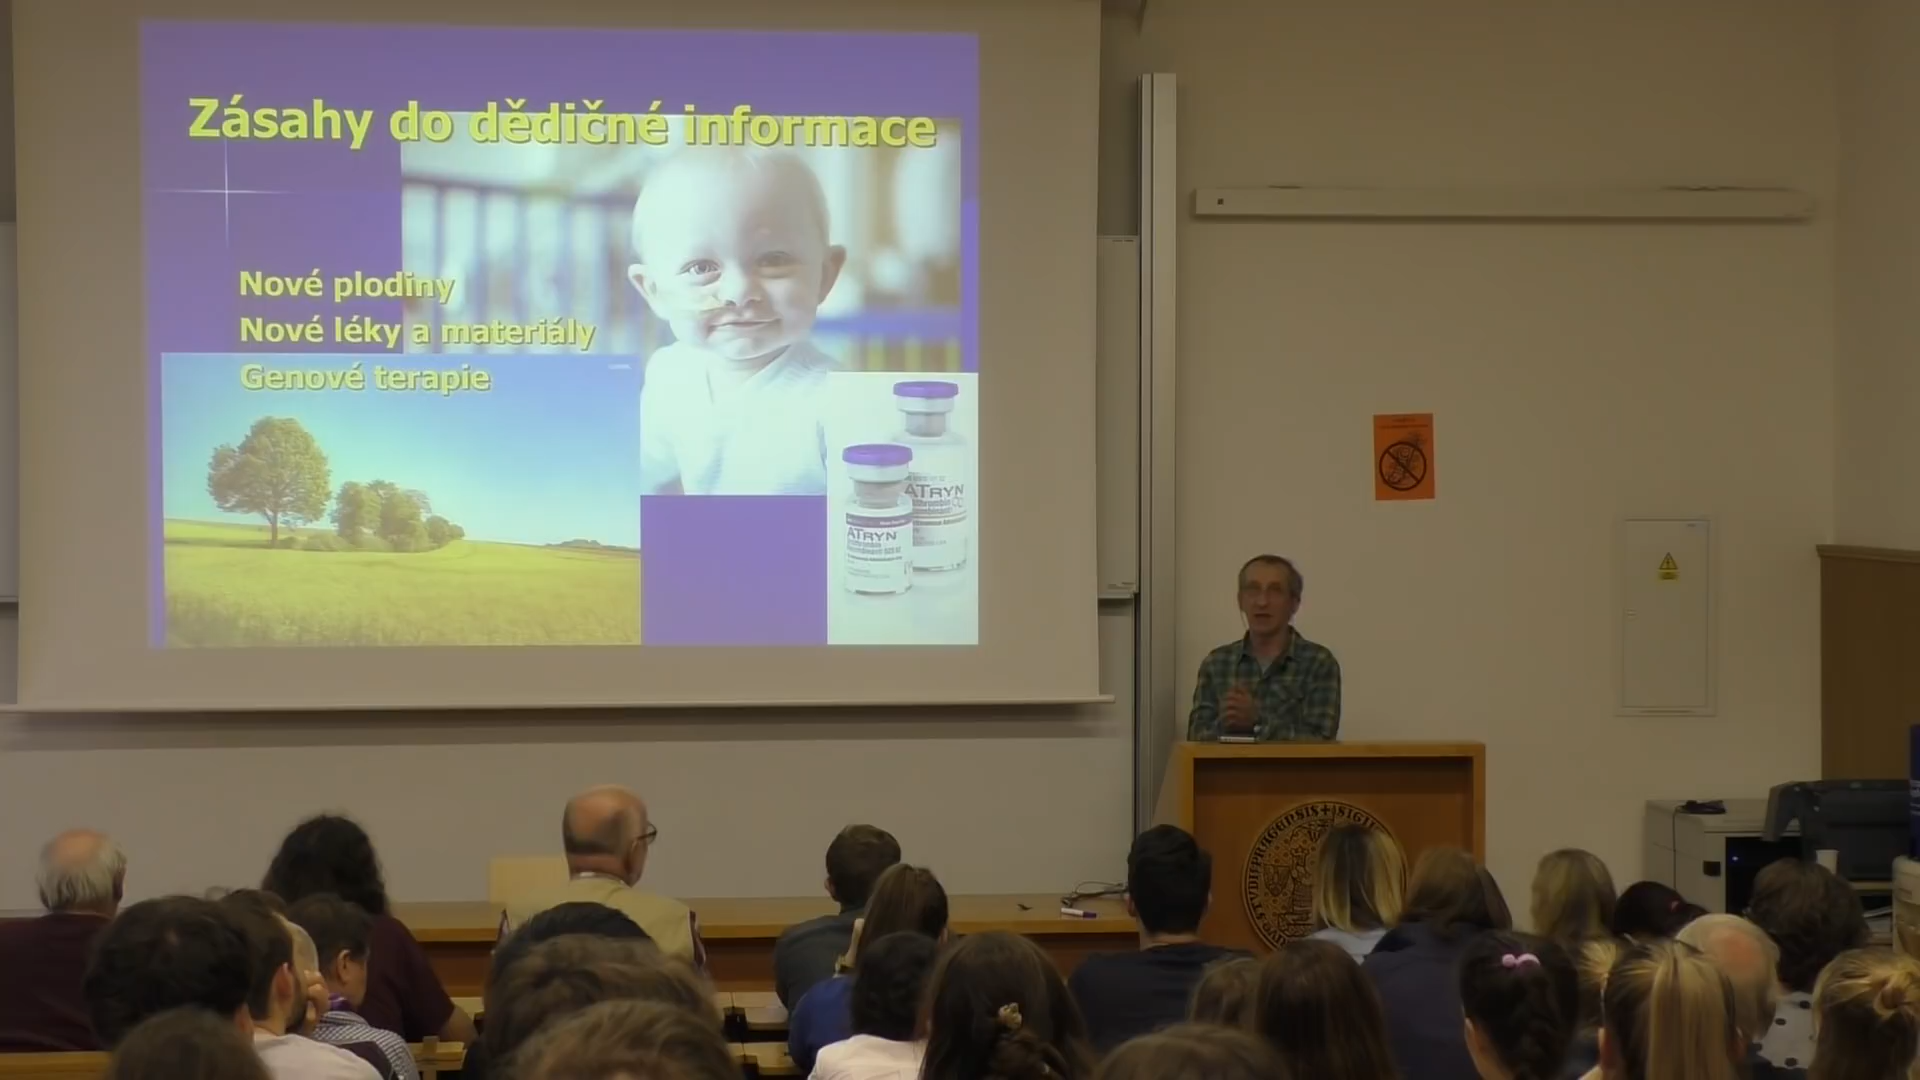 Zásahy do dědičné informace
Nové plodiny
Nové léky a materiály
Genové terapie
ATRYN
ATRYN